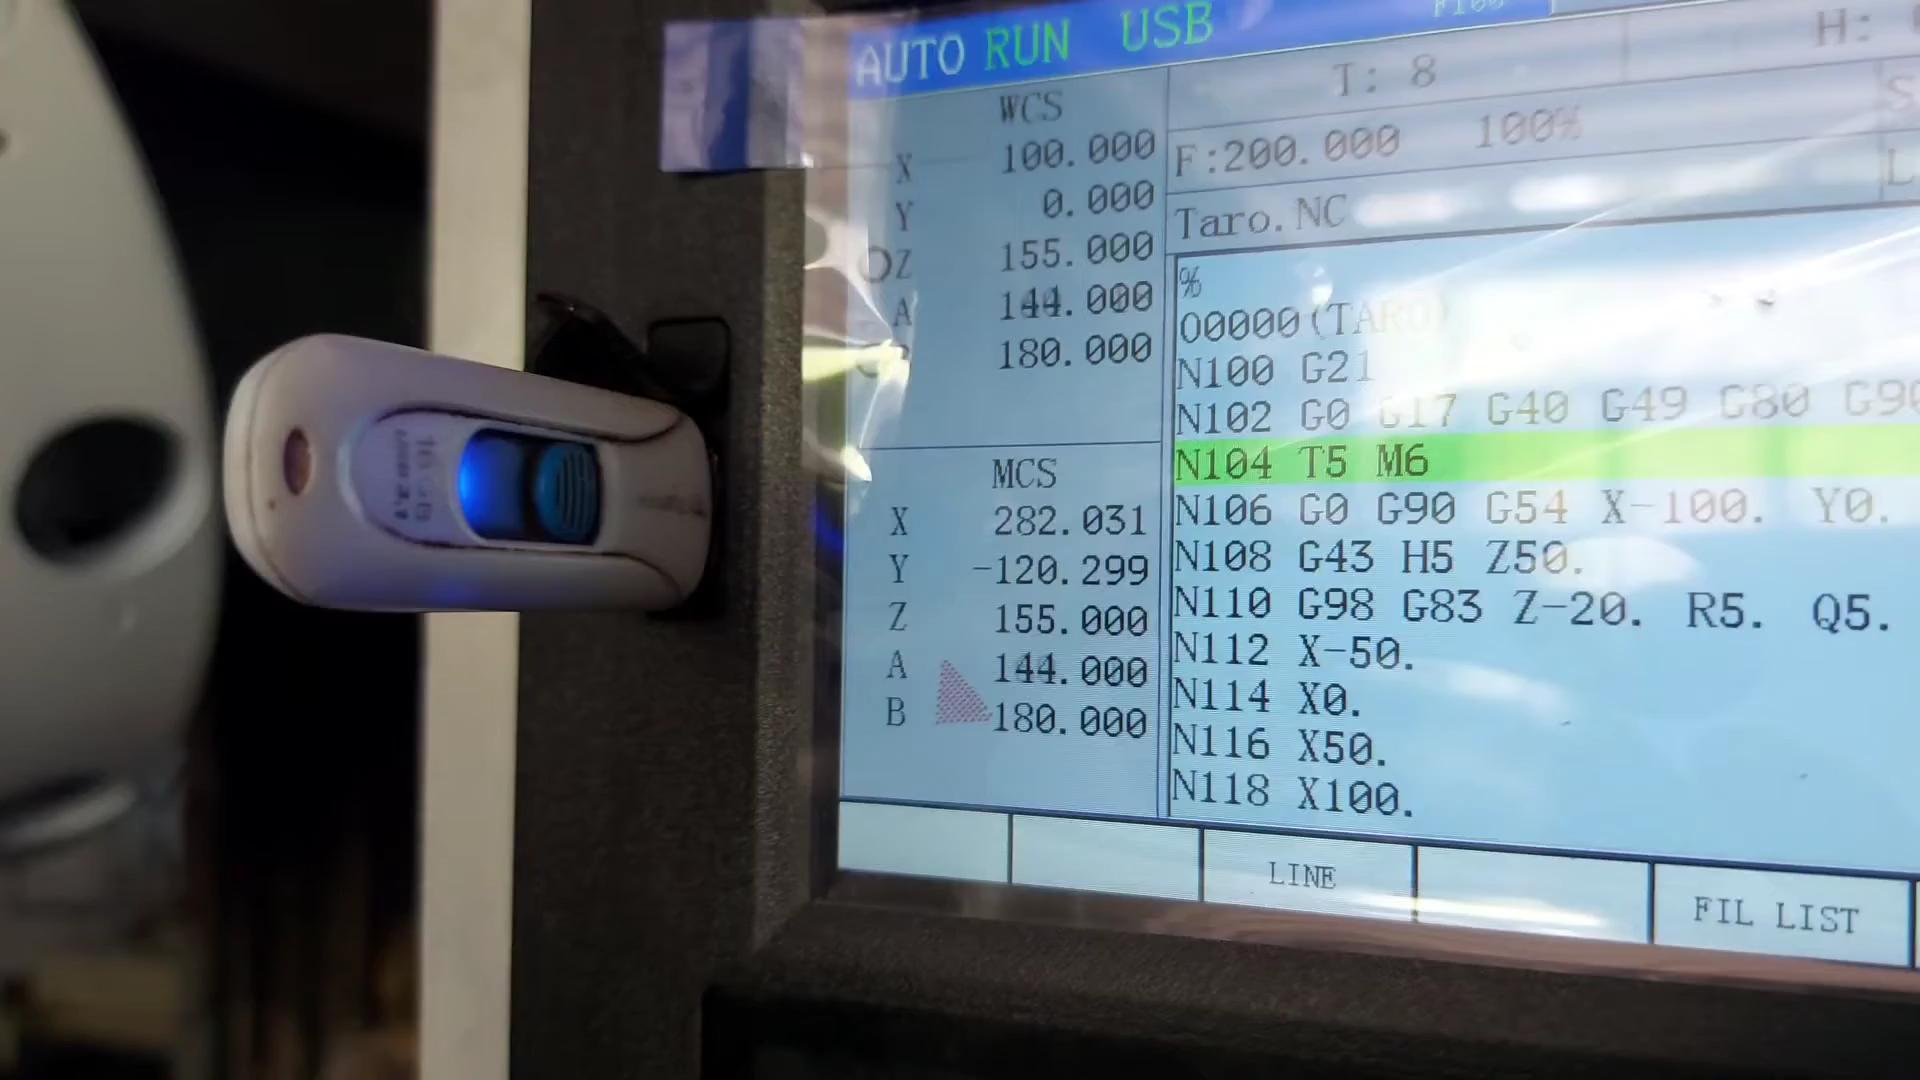 AUTO RUN USB F100
WCS
X 100.000
Y 0.000
Z 155.000
A 144.000
180.000
MCS
X 282.031
Y -120.299
Z 155.000
A 144.000
B 180.000
T: 8
H:
F:200.000 100%
Taro.NC
%
O0000(TARO)
N100 G21
N102 G0 G17 G40 G49 G80 G90
N104 T5 M6
N106 G0 G90 G54 X-100. Y0.
N108 G43 H5 Z50.
N110 G98 G83 Z-20. R5. Q5.
N112 X-50.
N114 X0.
N116 X50.
N118 X100.
LINE
FIL LIST
16GB